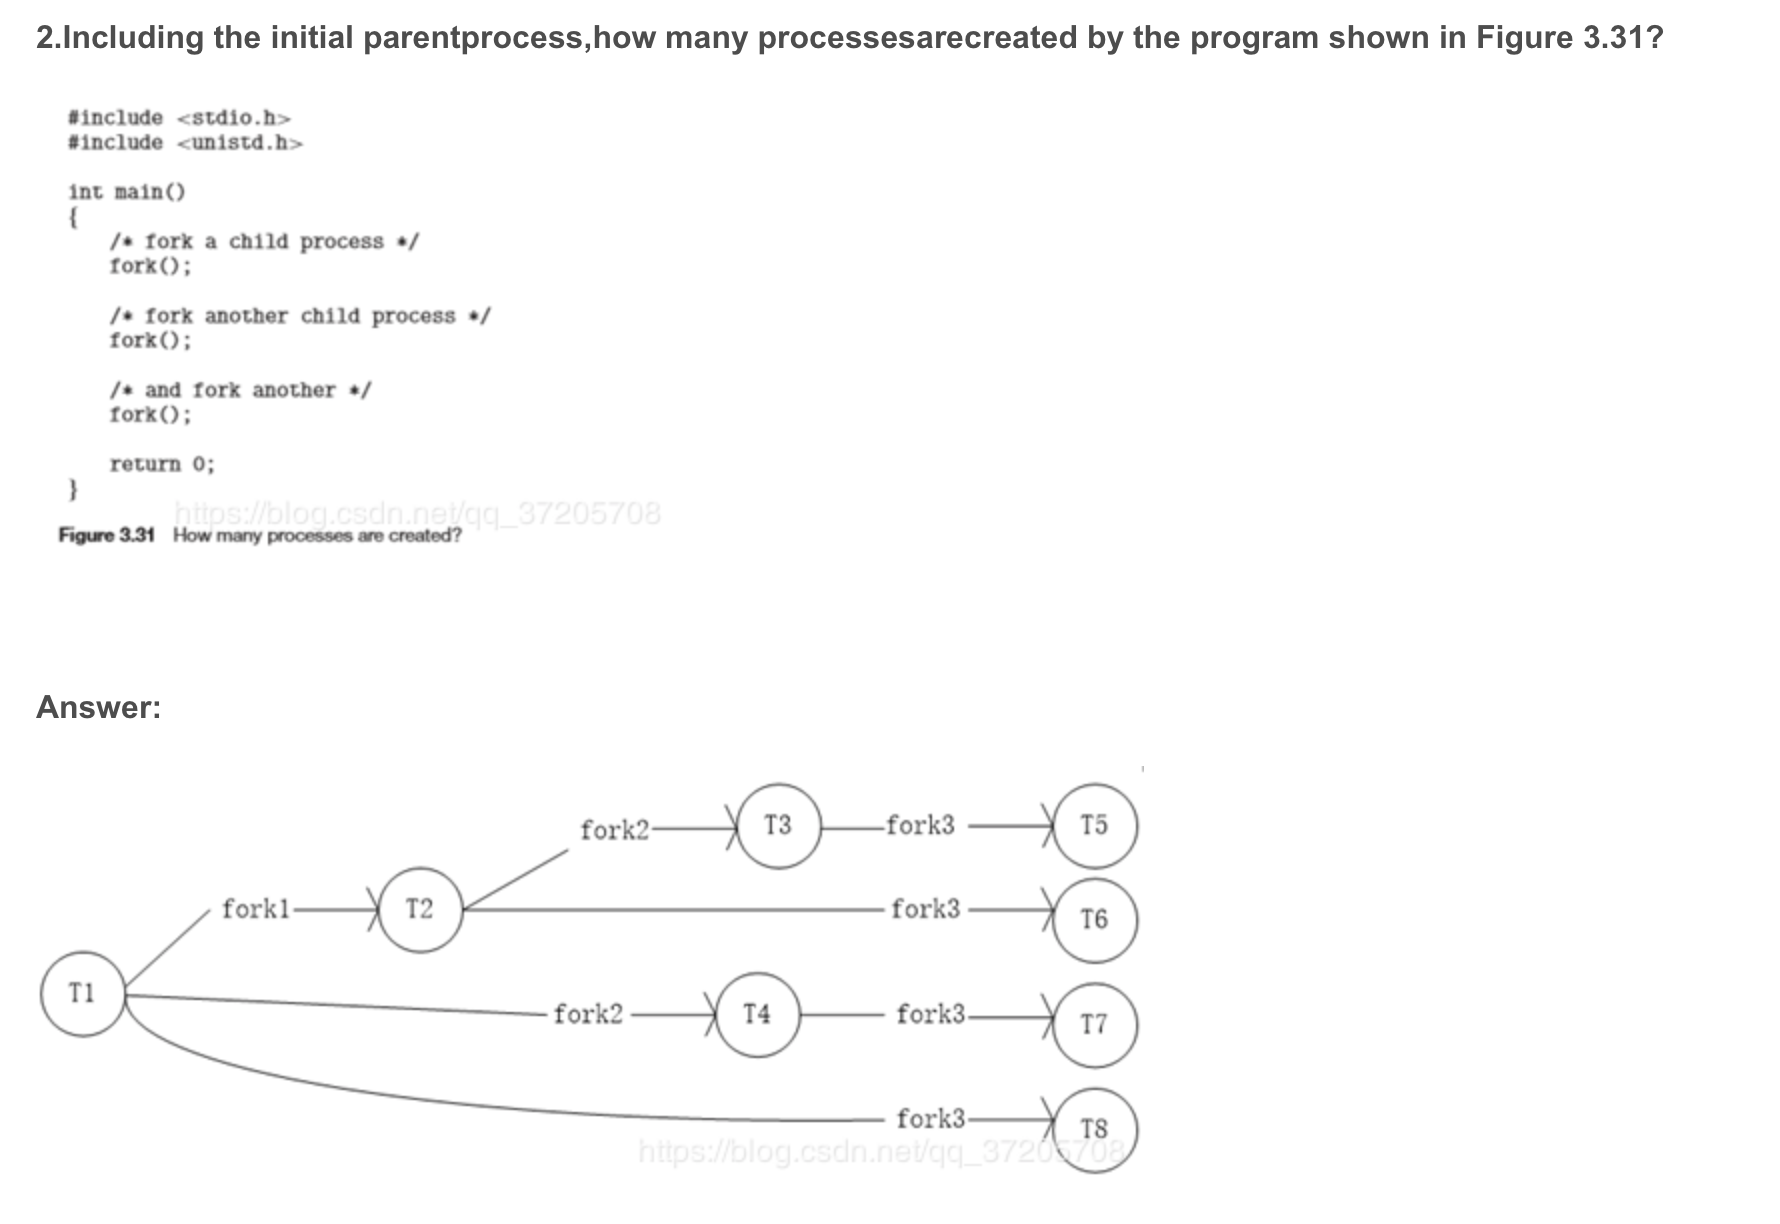 2.Including the initial parentprocess,how many processesarecreated by the program shown in Figure 3.31?
#include <stdio.h>
#include <unistd.h>
int main()
{
/* fork a child process */
fork();
/* fork another child process */
fork();
/* and fork another */
fork();
return 0;
}
https://blog.csdn.net/qq_37205708
Figure 3.31 How many processes are created?
Answer:
fork2 T3 fork3 T5
fork1 T2 fork3 T6
T1
fork2 T4 fork3 T7
fork3 T8
https://blog.csdn.net/qq_37205708